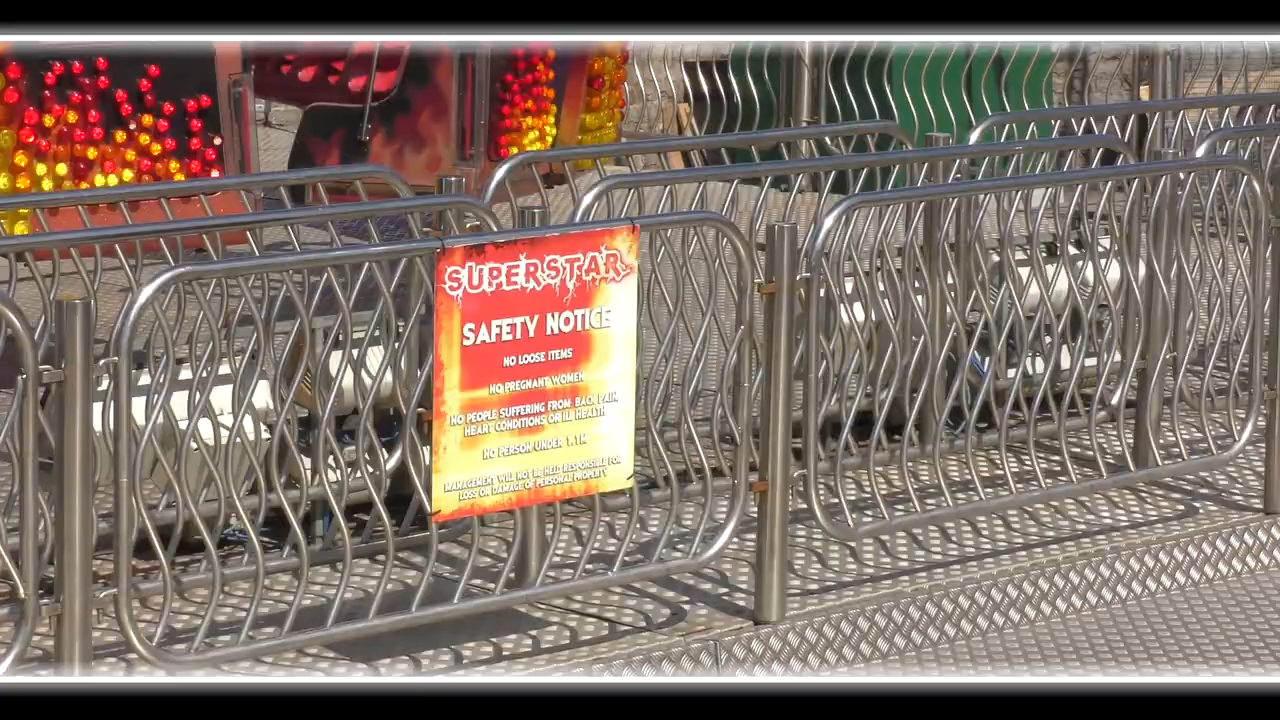 SUPERSTAR
SAFETY NOTICE
NO LOOSE ITEMS
NO PREGNANT WOMEN
NO PEOPLE SUFFERING FROM: BACK PAIN,
HEART CONDITIONS OR ILL HEALTH
NO PERSON UNDER 1.1M
MANAGEMENT WILL NOT BE HELD RESPONSIBLE FOR
LOSS OR DAMAGE OF PERSONAL PROPERTY